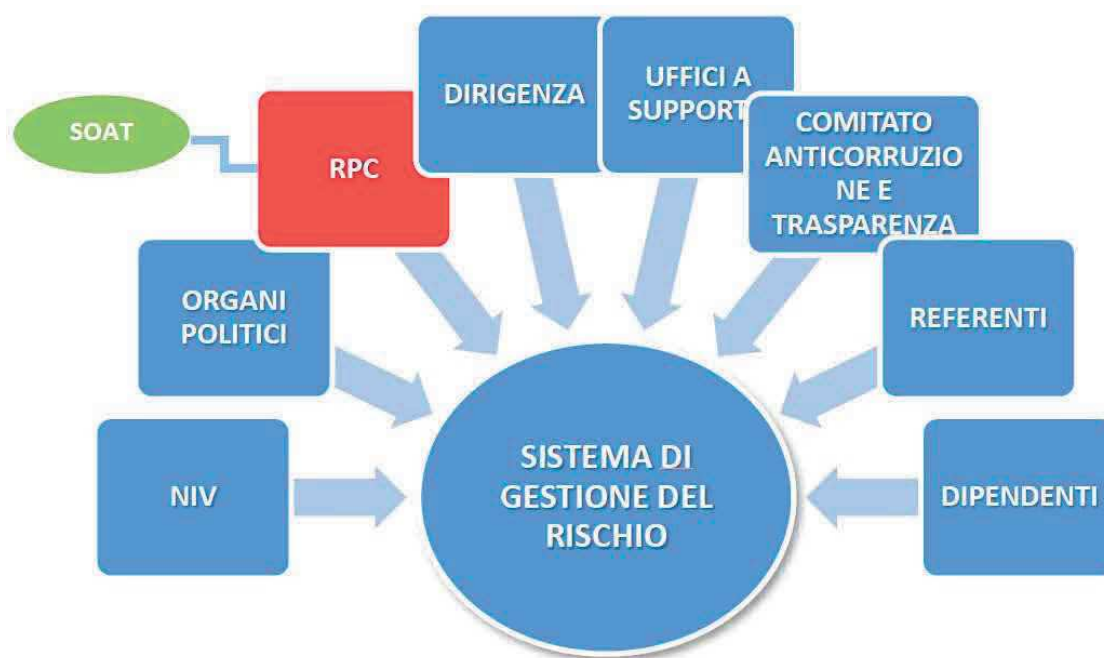 SOAT
RPC
DIRIGENZA
UFFICI A
SUPPORT
COMITATO
ANTICORRUZIO
NE E
TRASPARENZA
ORGANI
POLITICI
REFERENTI
NIV
DIPENDENTI
SISTEMA DI
GESTIONE DEL
RISCHIO